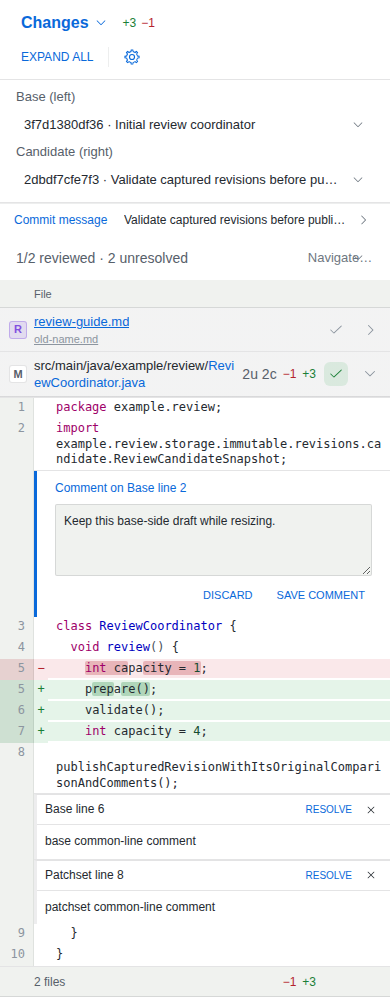 Changes +3 −1
EXPAND ALL
Base (left)
3f7d1380df36 · Initial review coordinator
Candidate (right)
2dbdf7cfe7f3 · Validate captured revisions before pu…
Commit message Validate captured revisions before publi…
1/2 reviewed · 2 unresolved Navigate…
File
R review-guide.md
old-name.md
M src/main/java/example/review/Revi
ewCoordinator.java 2u 2c −1 +3
1 package example.review;
2 import
example.review.storage.immutable.revisions.ca
ndidate.ReviewCandidateSnapshot;
Comment on Base line 2
Keep this base-side draft while resizing.
DISCARD SAVE COMMENT
3 class ReviewCoordinator {
4 void review() {
5 − int capacity = 1;
5 + prepare();
6 + validate();
7 + int capacity = 4;
8
publishCapturedRevisionWithItsOriginalCompari
sonAndComments();
Base line 6 RESOLVE ×
base common-line comment
Patchset line 8 RESOLVE ×
patchset common-line comment
9 }
10 }
2 files −1 +3